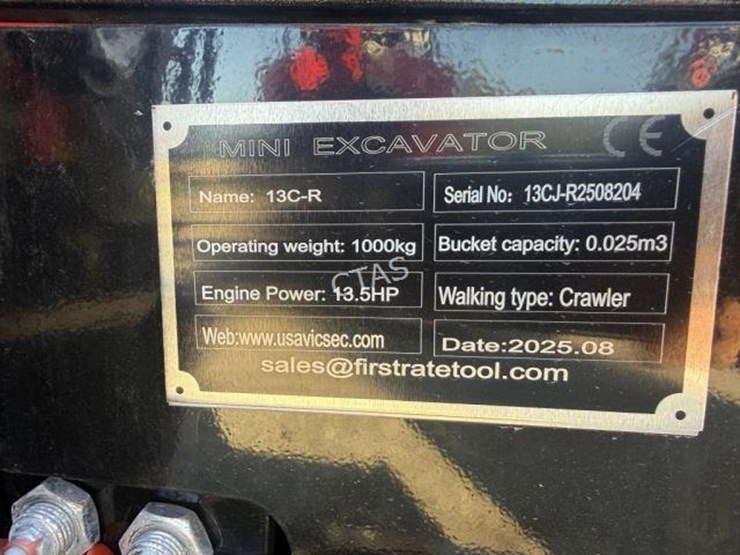 MINI EXCAVATOR CE
Name: 13C-R
Serial No: 13CJ-R2508204
Operating weight: 1000kg
Bucket capacity: 0.025m3
CTAS
Engine Power: 13.5HP
Walking type: Crawler
Web:www.usavicsec.com
Date:2025.08
sales@firstratetool.com